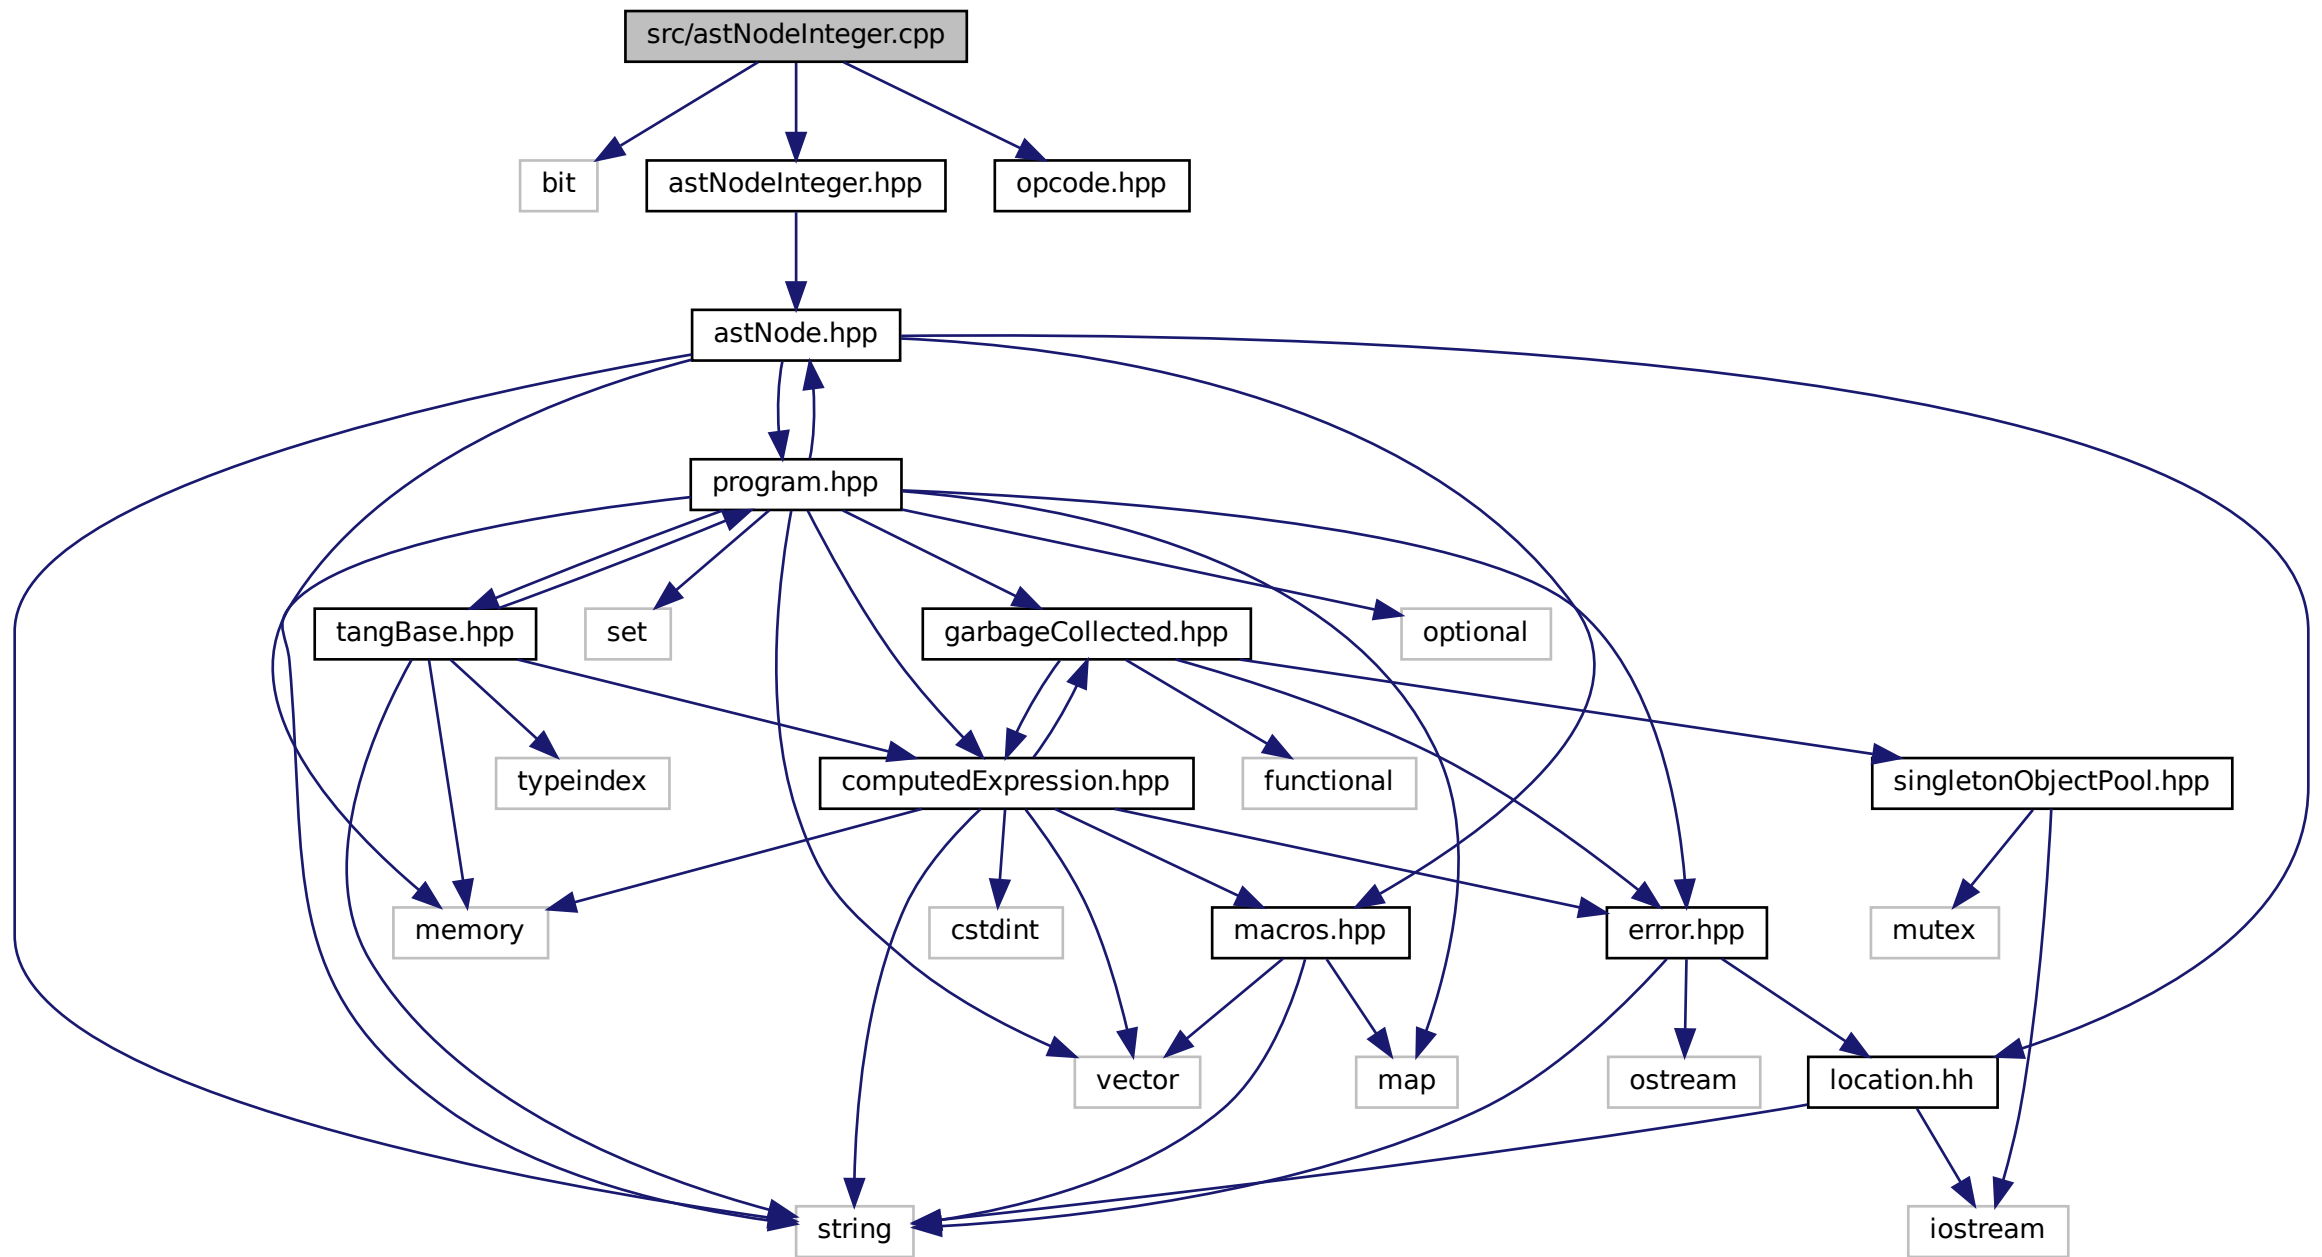 src/astNodeInteger.cpp
bit
astNodeInteger.hpp
opcode.hpp
astNode.hpp
program.hpp
tangBase.hpp
set
garbageCollected.hpp
optional
typeindex
computedExpression.hpp
functional
singletonObjectPool.hpp
memory
cstdint
macros.hpp
error.hpp
mutex
vector
map
ostream
location.hh
string
iostream